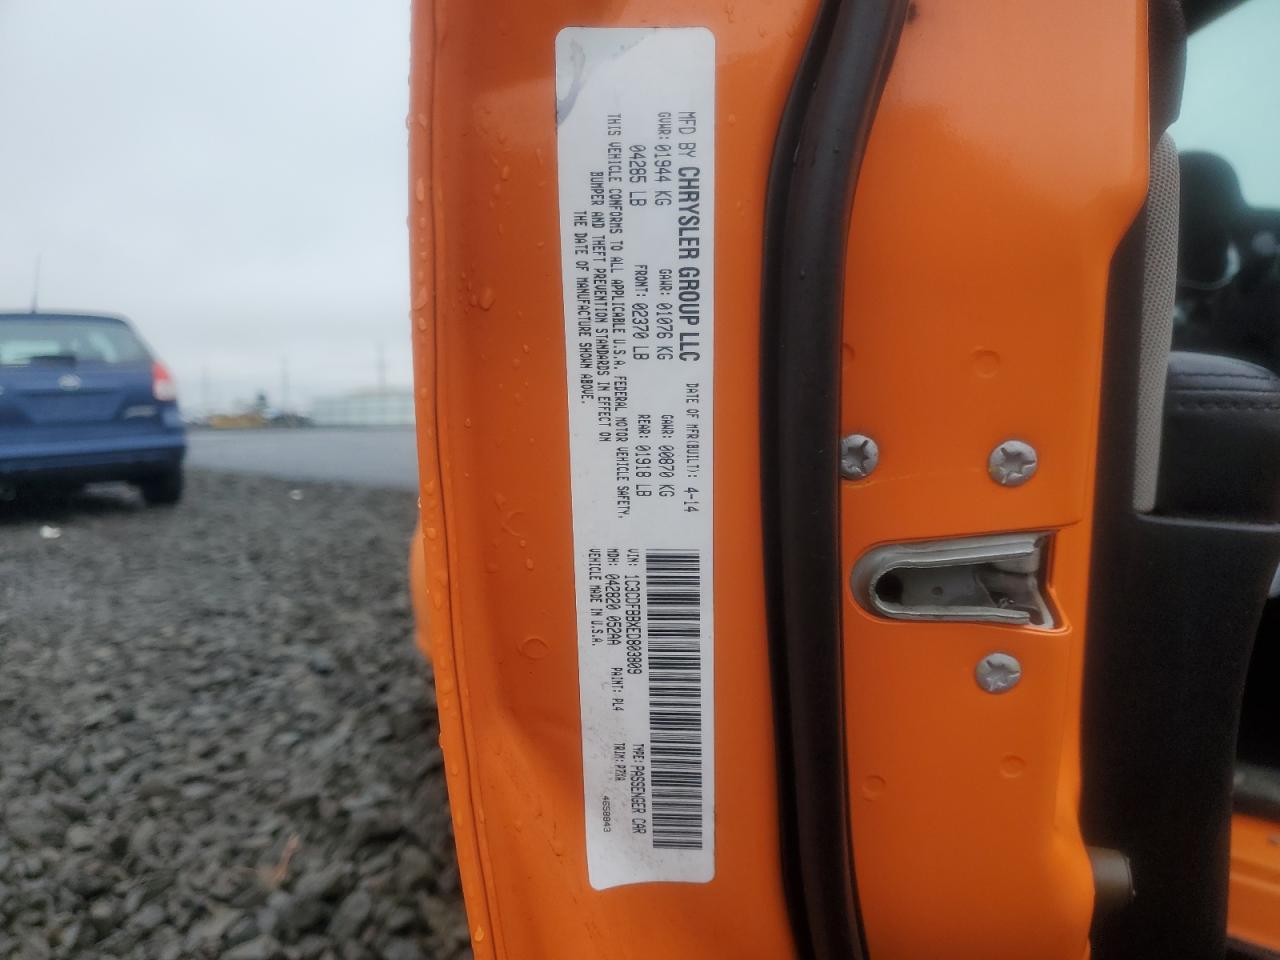 MFD BY CHRYSLER GROUP LLC DATE OF MFR(BUILT): 4-14
GVWR: 01944 KG GAWR: 01076 KG GAWR: 00870 KG
04285 LB FRONT: 02370 LB REAR: 01918 LB
THIS VEHICLE CONFORMS TO ALL APPLICABLE U.S.A. FEDERAL MOTOR VEHICLE SAFETY,
BUMPER AND THEFT PREVENTION STANDARDS IN EFFECT ON
THE DATE OF MANUFACTURE SHOWN ABOVE.
VIN: 1C3CDFBBXED803809 TYPE: PASSENGER CAR
MDH: 042820 052AA PAINT: PL4 TRIM: P7XA
VEHICLE MADE IN U.S.A. 4658843